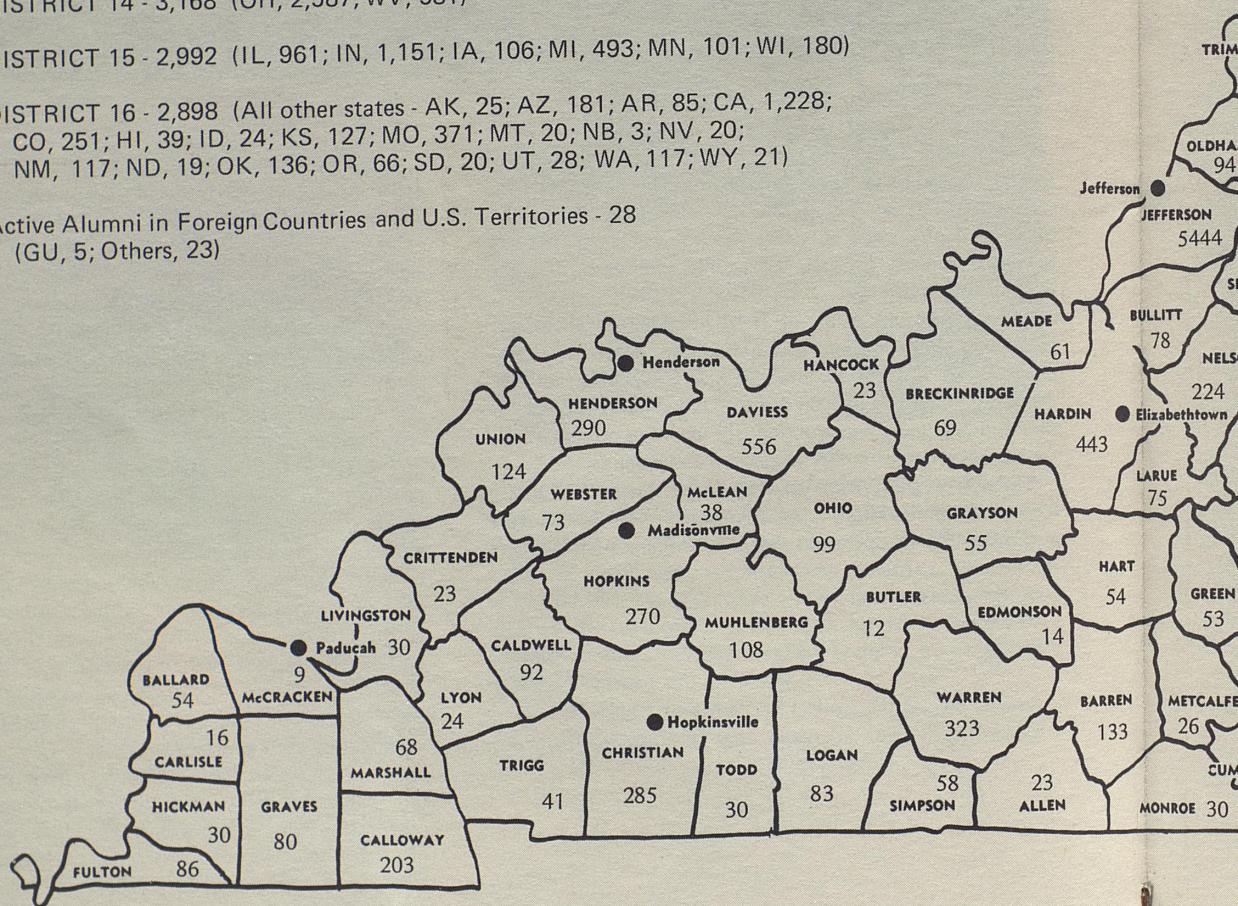 ISTRICT 14 - 3,168 (OH, 2,587; WV, 581)
ISTRICT 15 - 2,992 (IL, 961; IN, 1,151; IA, 106; MI, 493; MN, 101; WI, 180)
ISTRICT 16 - 2,898 (All other states - AK, 25; AZ, 181; AR, 85; CA, 1,228;
CO, 251; HI, 39; ID, 24; KS, 127; MO, 371; MT, 20; NB, 3; NV, 20;
NM, 117; ND, 19; OK, 136; OR, 66; SD, 20; UT, 28; WA, 117; WY, 21)
Active Alumni in Foreign Countries and U.S. Territories - 28
(GU, 5; Others, 23)
TRIM
OLDHA
94
Jefferson
JEFFERSON
5444
MEADE
61
BULLITT
78
NELS
224
Henderson
HENDERSON
290
HANCOCK
23
DAVIESS
556
BRECKINRIDGE
69
HARDIN
443
Elizabethtown
UNION
124
LARUE
75
WEBSTER
73
McLEAN
38
Madisonville
OHIO
99
GRAYSON
55
CRITTENDEN
23
HOPKINS
270
HART
54
GREEN
53
LIVINGSTON
30
Paducah
BUTLER
12
EDMONSON
14
MUHLENBERG
108
CALDWELL
92
BALLARD
54
9
McCRACKEN
LYON
24
WARREN
323
BARREN
133
METCALFE
26
16
CARLISLE
68
MARSHALL
TRIGG
41
Hopkinsville
CHRISTIAN
285
TODD
30
LOGAN
83
58
SIMPSON
23
ALLEN
CUM
MONROE 30
HICKMAN
30
GRAVES
80
CALLOWAY
203
FULTON 86